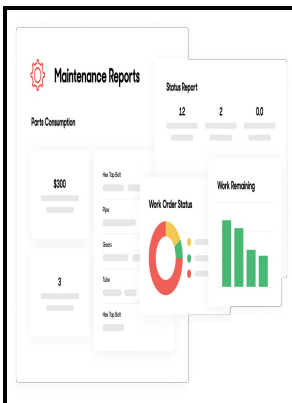 Maintenance Reports
Parts Consumption
$300
3
Hex Top Bolt
Pipe
Gears
Tube
Hex Top Bolt
Status Report
12 2 0.0
Work Order Status
Work Remaining